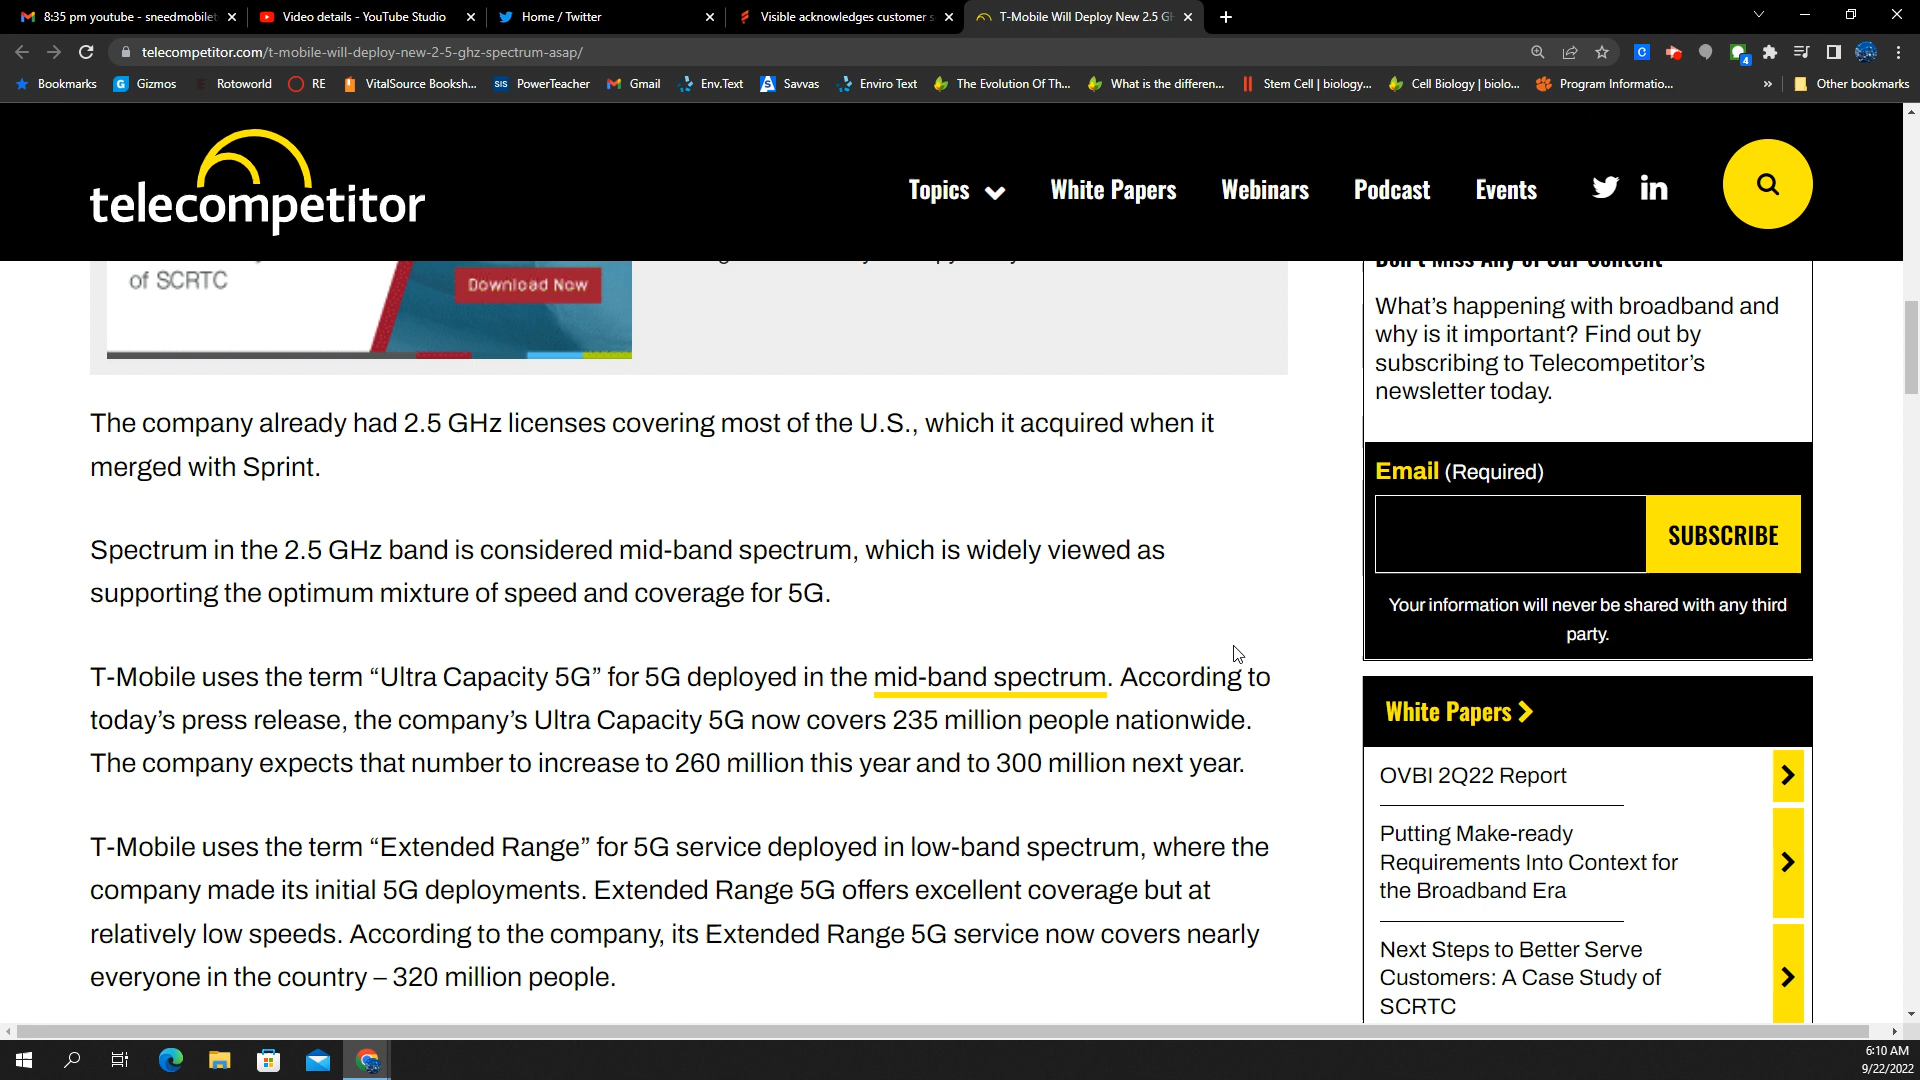 8:35 pm youtube - sneedmobilet
Video details - YouTube Studio
Home / Twitter
Visible acknowledges customer s
T-Mobile Will Deploy New 2.5 GH
telecompetitor.com/t-mobile-will-deploy-new-2-5-ghz-spectrum-asap/
Bookmarks
Gizmos
Rotoworld
RE
VitalSource Booksh...
SIS PowerTeacher
Gmail
Env.Text
Savvas
Enviro Text
The Evolution Of Th...
What is the differen...
Stem Cell | biology...
Cell Biology | biolo...
Program Informatio...
»
Other bookmarks
telecompetitor
Topics
White Papers
Webinars
Podcast
Events
of SCRTC
Download Now
The company already had 2.5 GHz licenses covering most of the U.S., which it acquired when it
merged with Sprint.
Spectrum in the 2.5 GHz band is considered mid-band spectrum, which is widely viewed as
supporting the optimum mixture of speed and coverage for 5G.
T-Mobile uses the term “Ultra Capacity 5G” for 5G deployed in the mid-band spectrum. According to
today’s press release, the company’s Ultra Capacity 5G now covers 235 million people nationwide.
The company expects that number to increase to 260 million this year and to 300 million next year.
T-Mobile uses the term “Extended Range” for 5G service deployed in low-band spectrum, where the
company made its initial 5G deployments. Extended Range 5G offers excellent coverage but at
relatively low speeds. According to the company, its Extended Range 5G service now covers nearly
everyone in the country – 320 million people.
Don't Miss Any of Our Content
What’s happening with broadband and
why is it important? Find out by
subscribing to Telecompetitor’s
newsletter today.
Email (Required)
SUBSCRIBE
Your information will never be shared with any third
party.
White Papers
OVBI 2Q22 Report
Putting Make-ready
Requirements Into Context for
the Broadband Era
Next Steps to Better Serve
Customers: A Case Study of
SCRTC
6:10 AM
9/22/2022